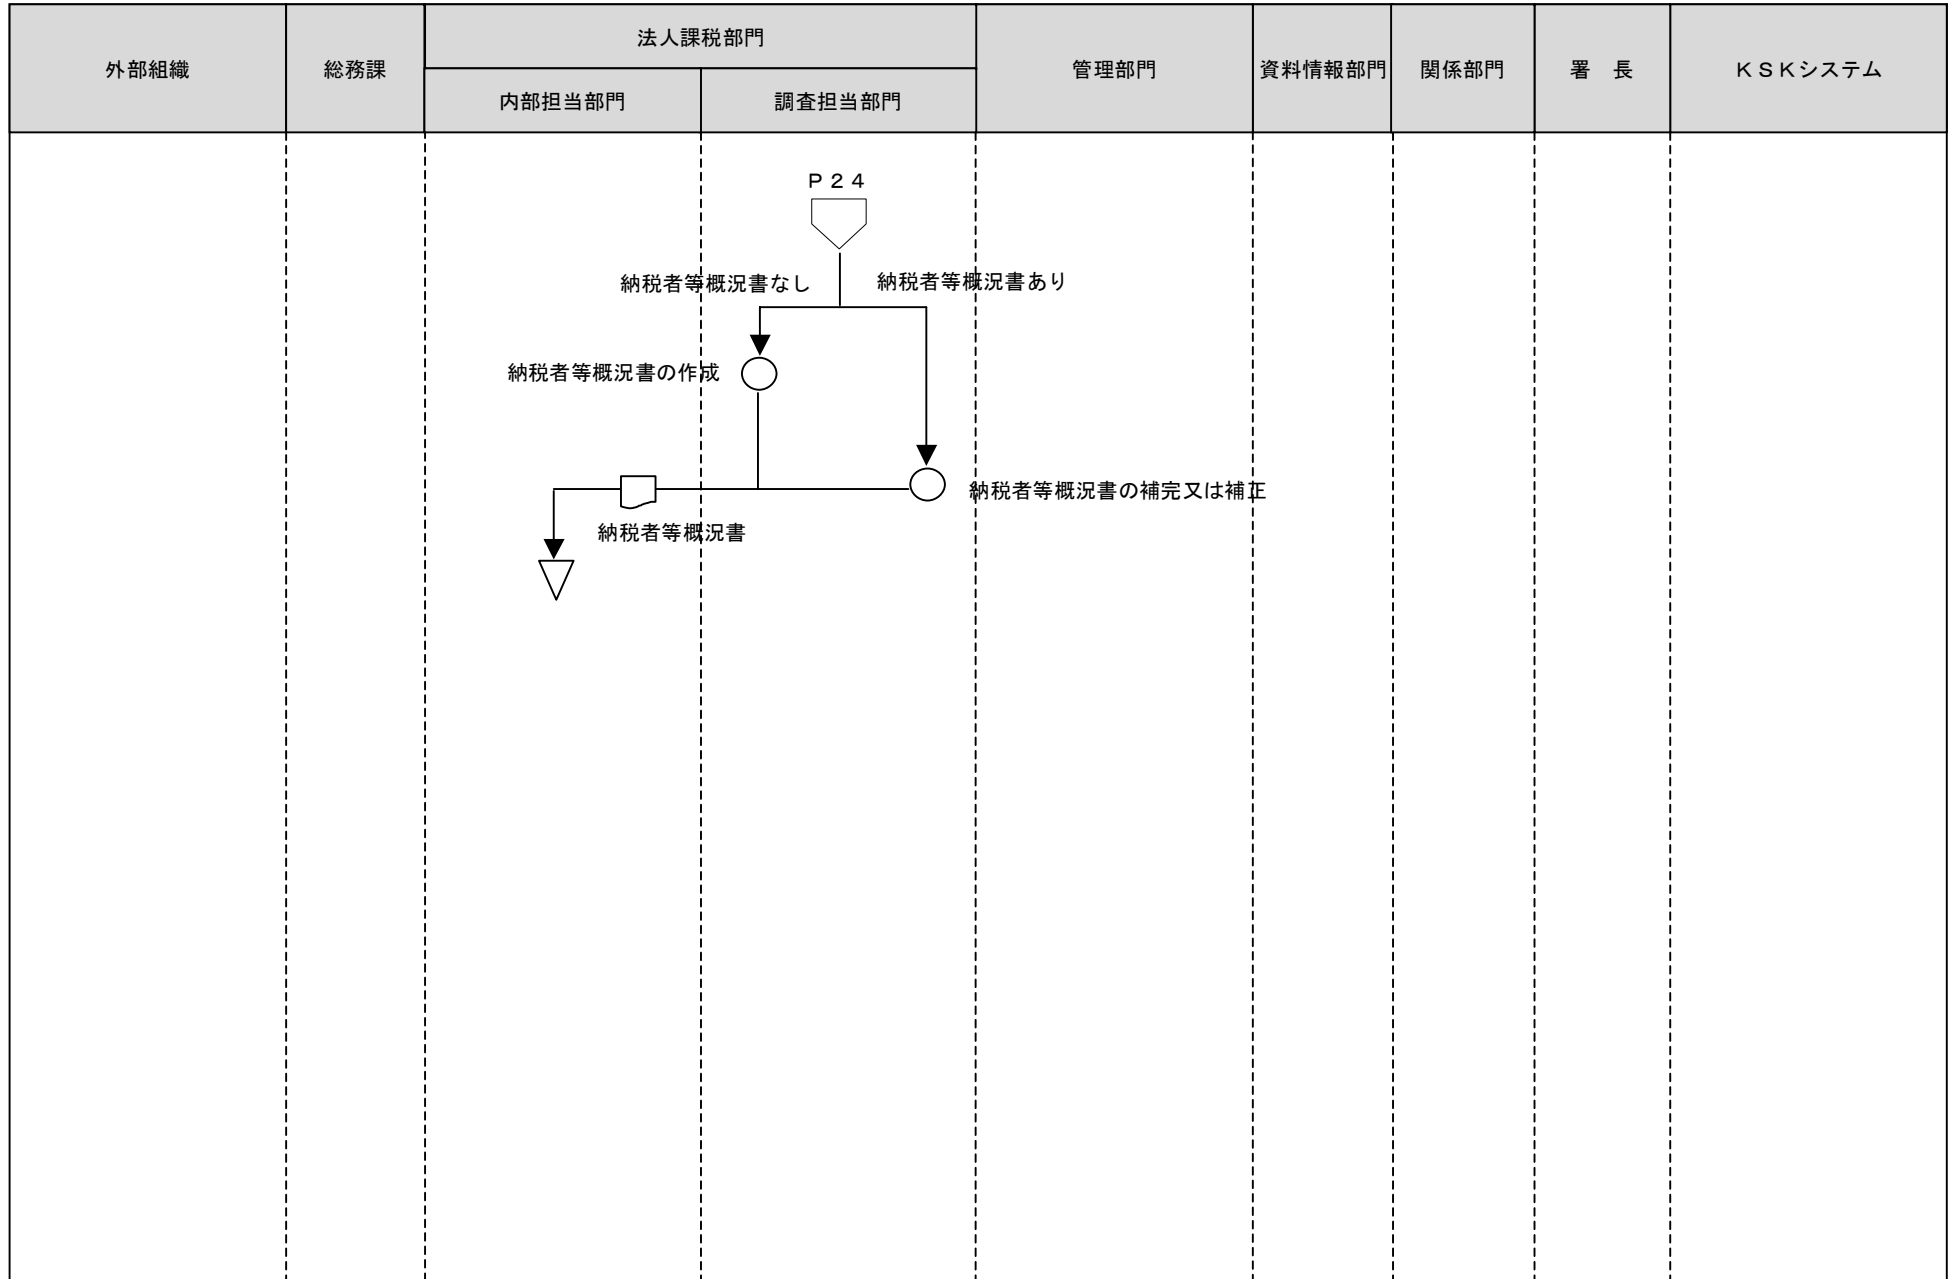 外部組織
総務課
法人課税部門
内部担当部門
調査担当部門
管理部門
資料情報部門
関係部門
署　長
ＫＳＫシステム
Ｐ２４
納税者等概況書なし
納税者等概況書あり
納税者等概況書の作成
納税者等概況書の補完又は補正
納税者等概況書